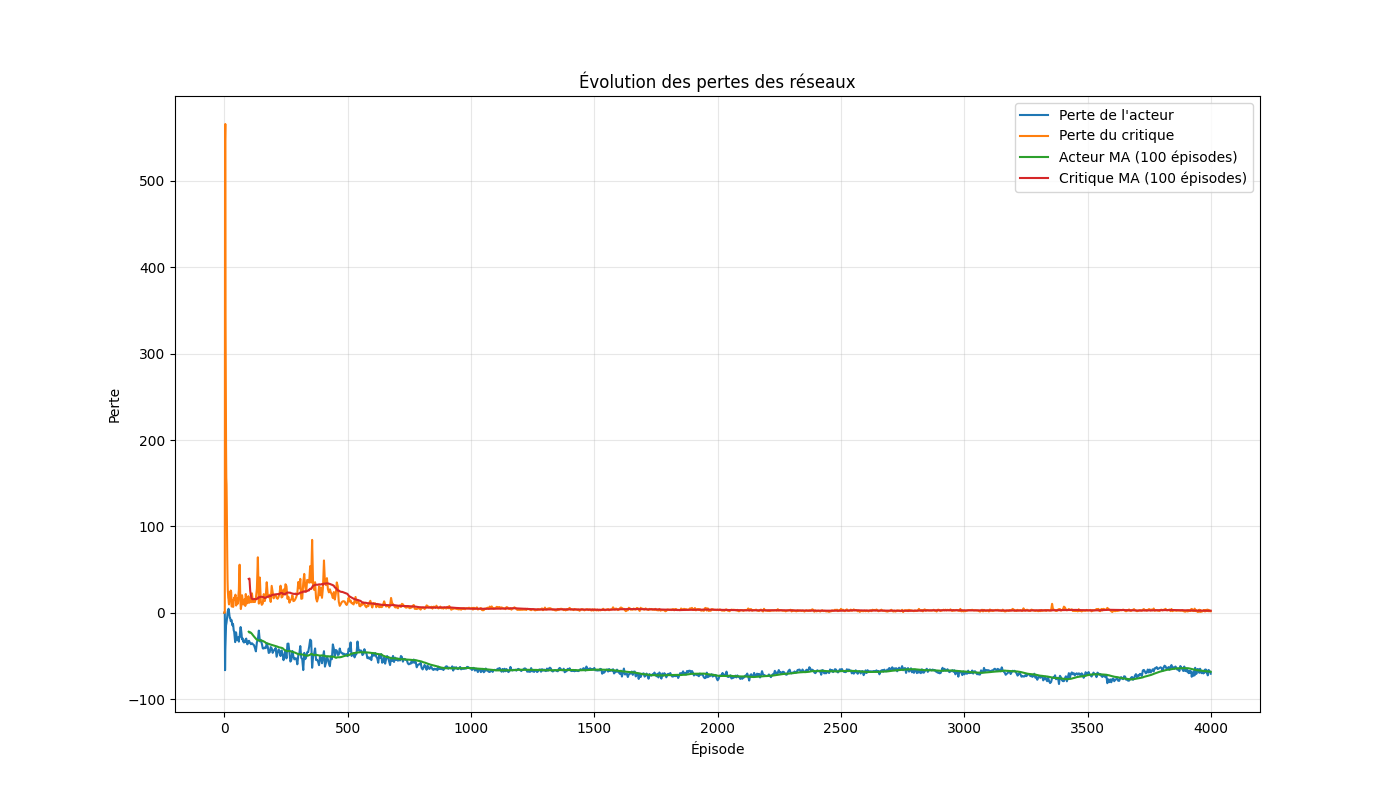 Évolution des pertes des réseaux
Perte de l'acteur
Perte du critique
Acteur MA (100 épisodes)
Critique MA (100 épisodes)
500
400
300
200
100
0
−100
Perte
0 500 1000 1500 2000 2500 3000 3500 4000
Épisode